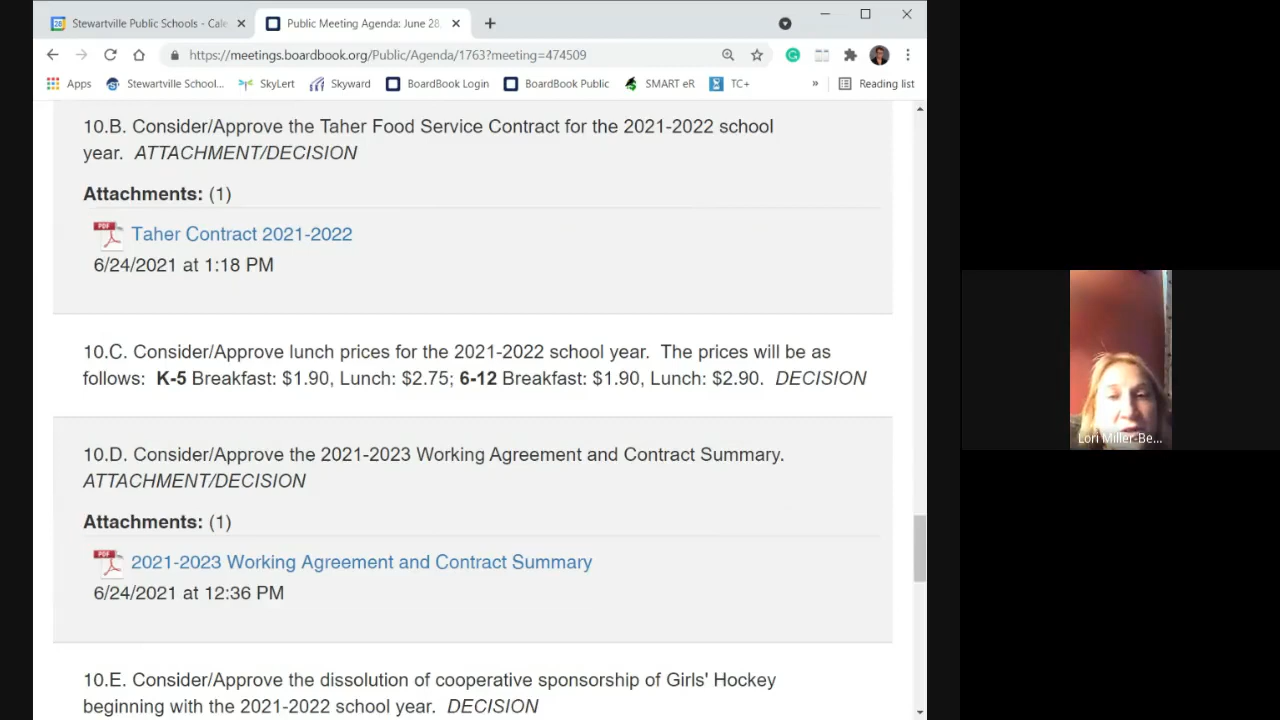 Stewartville Public Schools - Cale
Public Meeting Agenda: June 28,
https://meetings.boardbook.org/Public/Agenda/1763?meeting=474509
Apps Stewartville School... SkyLert Skyward BoardBook Login BoardBook Public SMART eR TC+ » Reading list
10.B. Consider/Approve the Taher Food Service Contract for the 2021-2022 school
year. ATTACHMENT/DECISION
Attachments: (1)
PDF Taher Contract 2021-2022
6/24/2021 at 1:18 PM
10.C. Consider/Approve lunch prices for the 2021-2022 school year. The prices will be as
follows: K-5 Breakfast: $1.90, Lunch: $2.75; 6-12 Breakfast: $1.90, Lunch: $2.90. DECISION
10.D. Consider/Approve the 2021-2023 Working Agreement and Contract Summary.
ATTACHMENT/DECISION
Attachments: (1)
PDF 2021-2023 Working Agreement and Contract Summary
6/24/2021 at 12:36 PM
10.E. Consider/Approve the dissolution of cooperative sponsorship of Girls' Hockey
beginning with the 2021-2022 school year. DECISION
Lori Miller-Be...